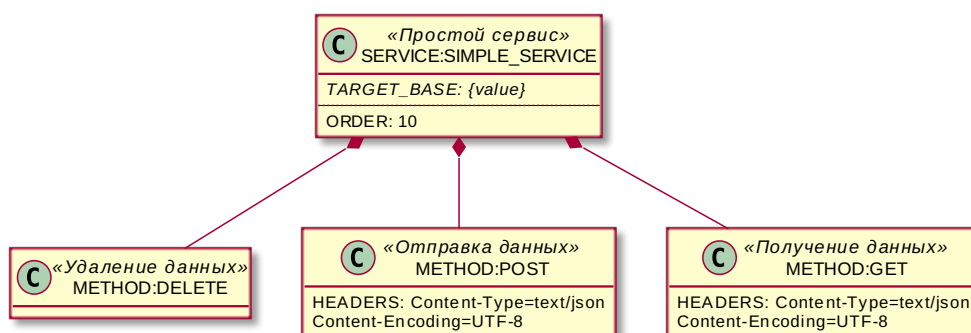 C
«Простой сервис»
SERVICE:SIMPLE_SERVICE
TARGET_BASE: {value}
ORDER: 10
C
«Удаление данных»
METHOD:DELETE
C
«Отправка данных»
METHOD:POST
HEADERS: Content-Type=text/json
Content-Encoding=UTF-8
C
«Получение данных»
METHOD:GET
HEADERS: Content-Type=text/json
Content-Encoding=UTF-8